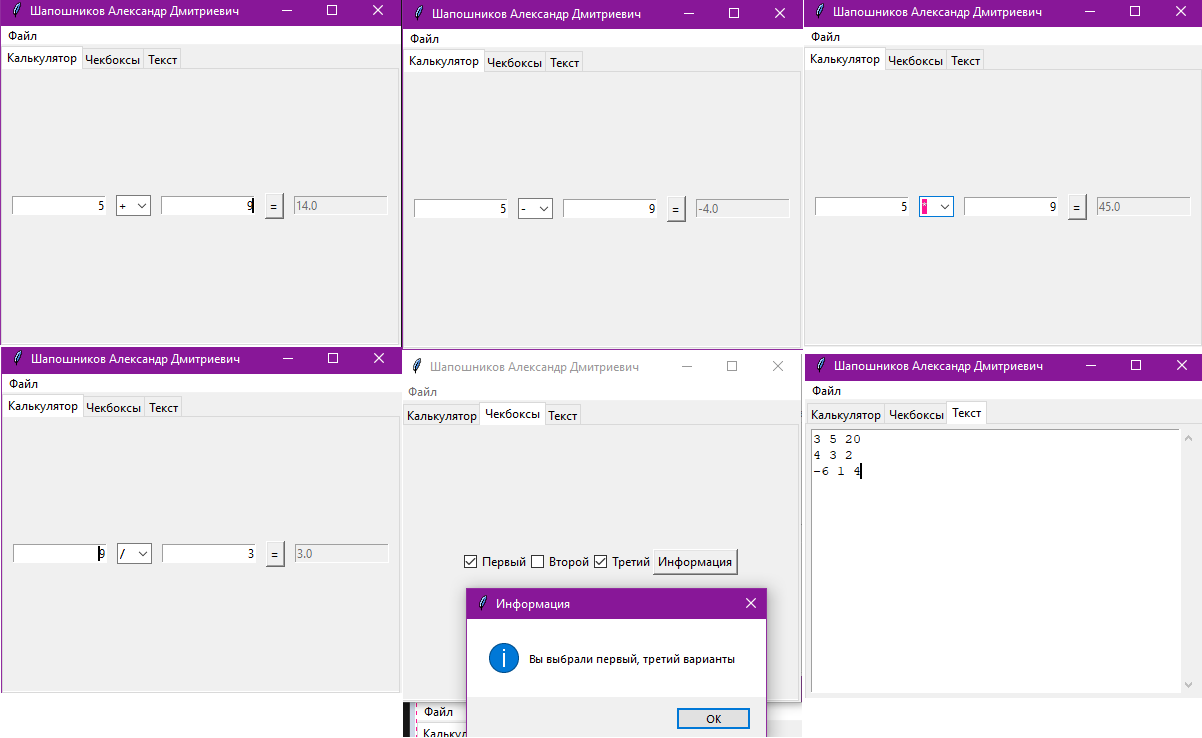 Шапошников Александр Дмитриевич
Файл
Калькулятор Чекбоксы Текст
5 + 9 = 14.0
Шапошников Александр Дмитриевич
Файл
Калькулятор Чекбоксы Текст
5 - 9 = -4.0
Шапошников Александр Дмитриевич
Файл
Калькулятор Чекбоксы Текст
5 * 9 = 45.0
Шапошников Александр Дмитриевич
Файл
Калькулятор Чекбоксы Текст
9 / 3 = 3.0
Шапошников Александр Дмитриевич
Файл
Калькулятор Чекбоксы Текст
Первый Второй Третий Информация
Информация
Вы выбрали первый, третий варианты
OK
Файл
Калькул
Шапошников Александр Дмитриевич
Файл
Калькулятор Чекбоксы Текст
3 5 20
4 3 2
-6 1 4